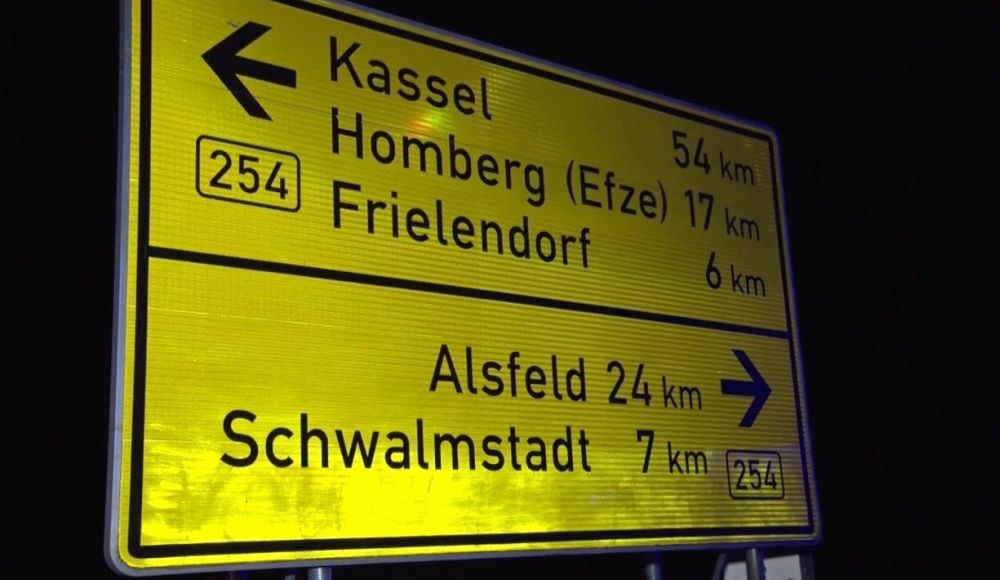 Kassel 54 km
Homberg (Efze) 17 km
254
Frielendorf 6 km
Alsfeld 24 km
Schwalmstadt 7 km
254